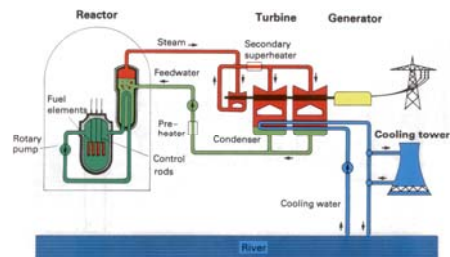 Reactor
Turbine
Generator
Steam
Secondary
superheater
Feedwater
Fuel
elements
Pre-
heater
Condenser
Cooling tower
Rotary
pump
Control
rods
Cooling water
River